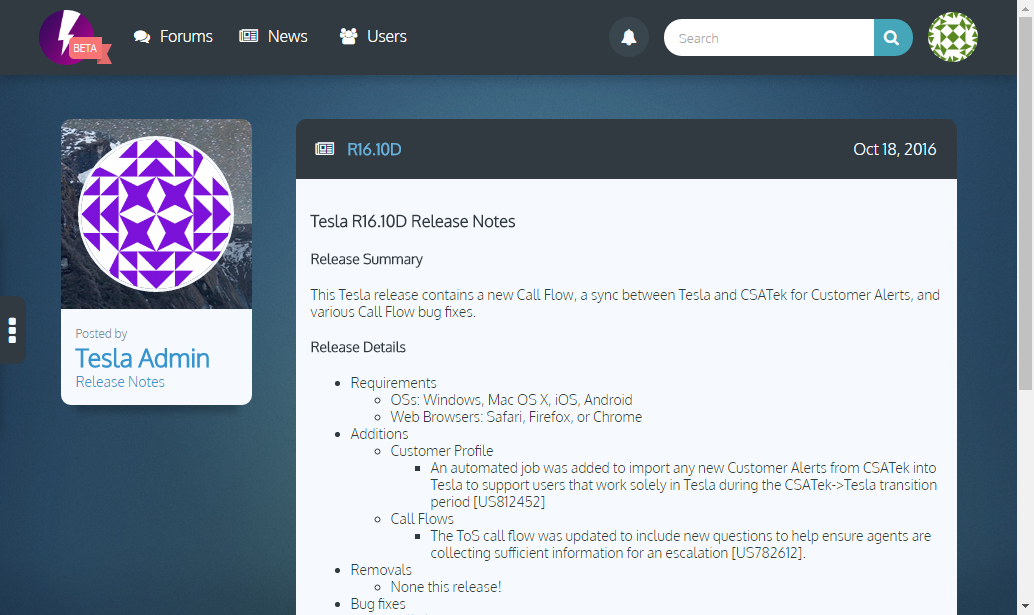 BETA
Forums
News
Users
Search
R16.10D
Oct 18, 2016
Posted by
Tesla Admin
Release Notes
Tesla R16.10D Release Notes
Release Summary
This Tesla release contains a new Call Flow, a sync between Tesla and CSATek for Customer Alerts, and
various Call Flow bug fixes.
Release Details
Requirements
OSs: Windows, Mac OS X, iOS, Android
Web Browsers: Safari, Firefox, or Chrome
Additions
Customer Profile
An automated job was added to import any new Customer Alerts from CSATek into
Tesla to support users that work solely in Tesla during the CSATek->Tesla transition
period [US812452]
Call Flows
The ToS call flow was updated to include new questions to help ensure agents are
collecting sufficient information for an escalation [US782612].
Removals
None this release!
Bug fixes